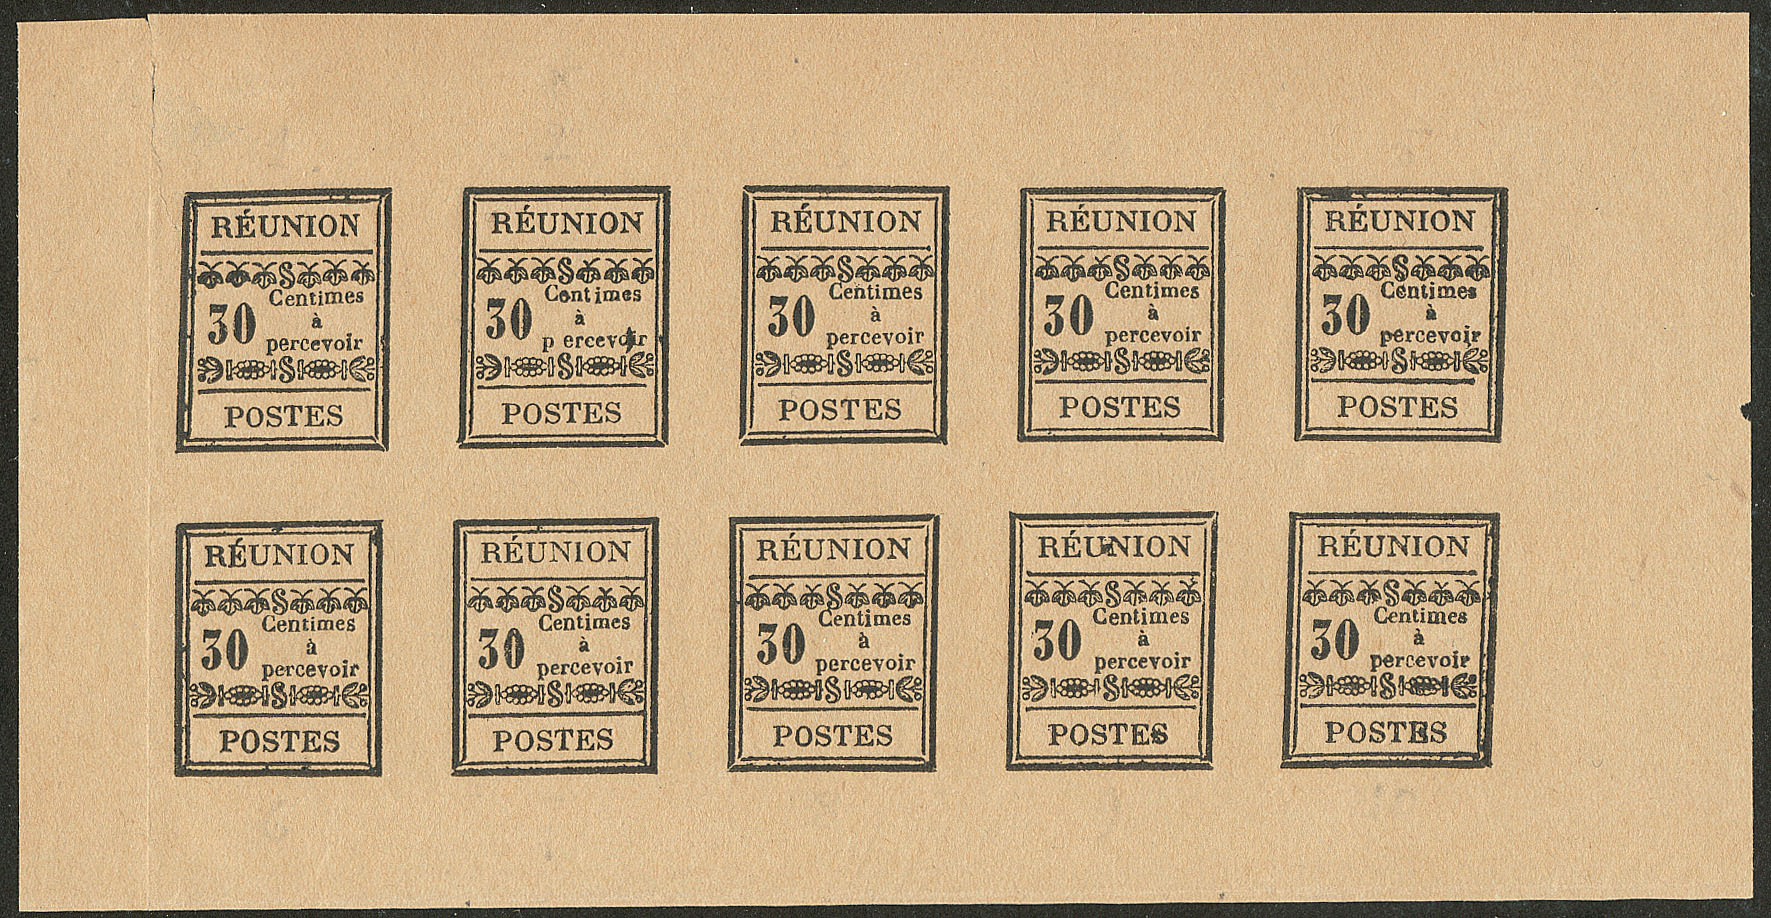 RÉUNION
30 Centimes
à
percevoir
POSTES
RÉUNION
30 Centimes
à
p ercevoir
POSTES
RÉUNION
30 Centimes
à
percevoir
POSTES
RÉUNION
30 Centimes
à
percevoir
POSTES
RÉUNION
30 Centimes
à
percevoir
POSTES
RÉUNION
30 Centimes
à
percevoir
POSTES
RÉUNION
30 Centimes
à
percevoir
POSTES
RÉUNION
30 Centimes
à
percevoir
POSTES
RÉUNION
30 Centimes
à
percevoir
POSTES
RÉUNION
30 Centimes
à
percevoir
POSTES